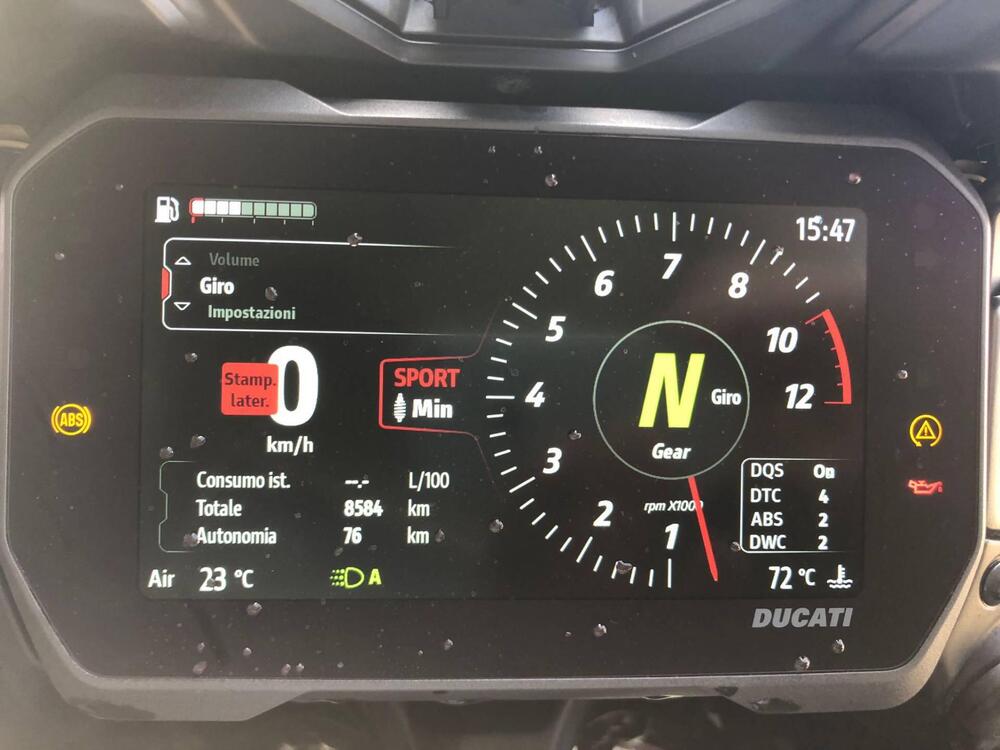 15:47
Volume
Giro
Impostazioni
Stamp.
later.
0
km/h
SPORT
Min
Consumo ist. --.- L/100
Totale 8584 km
Autonomia 76 km
Air 23 °C
A
1
2
3
4
5
6
7
8
10
12
N
Giro
Gear
rpm X1000
DQS On
DTC 4
ABS 2
DWC 2
72 °C
ABS
DUCATI